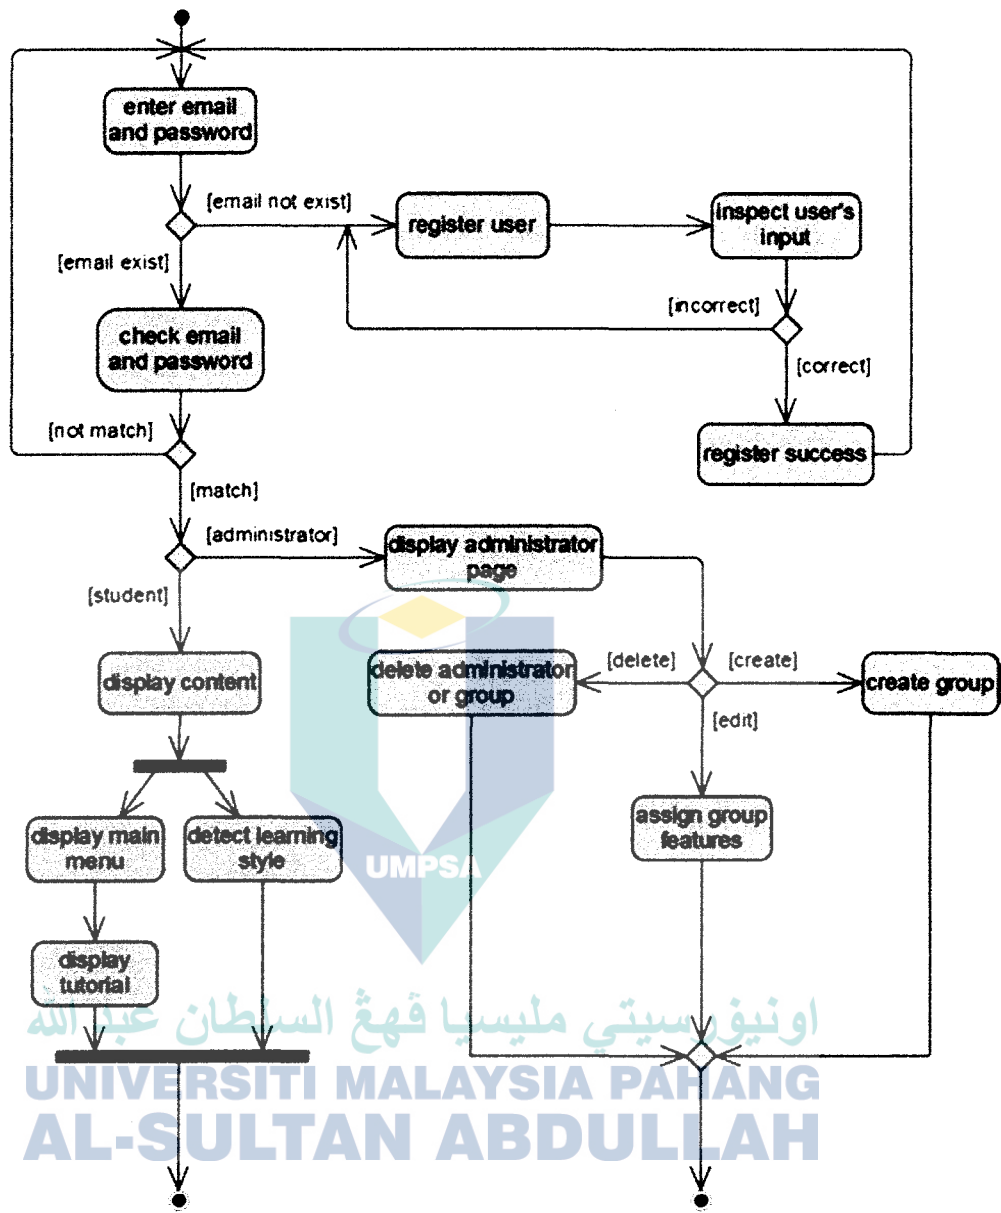 enter email
and password
[email not exist]
register user
inspect user's
input
[email exist]
[incorrect]
check email
and password
[correct]
[not match]
register success
[match]
[administrator]
display administrator
page
[student]
display content
delete administrator
or group
[delete]
[create]
create group
[edit]
display main
menu
detect learning
style
assign group
features
UMPSA
display
tutorial
اونيۏرسيتي مليسيا ڤهڠ السلطان عبد الله
UNIVERSITI MALAYSIA PAHANG
AL-SULTAN ABDULLAH